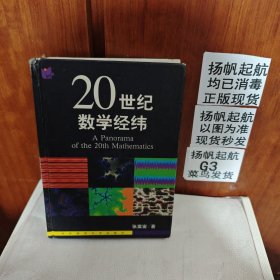 20世纪
数学经纬
A Panorama
of the 20th Mathematics
张奠宙 著
扬帆起航
均已消毒
正版现货
扬帆起航
以图为准
现货秒发
扬帆起航
G3
菜鸟发货